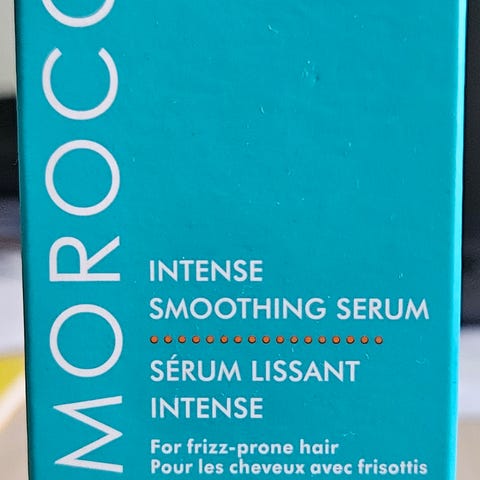 MOROCC
INTENSE
SMOOTHING SERUM
SÉRUM LISSANT
INTENSE
For frizz-prone hair
Pour les cheveux avec frisottis